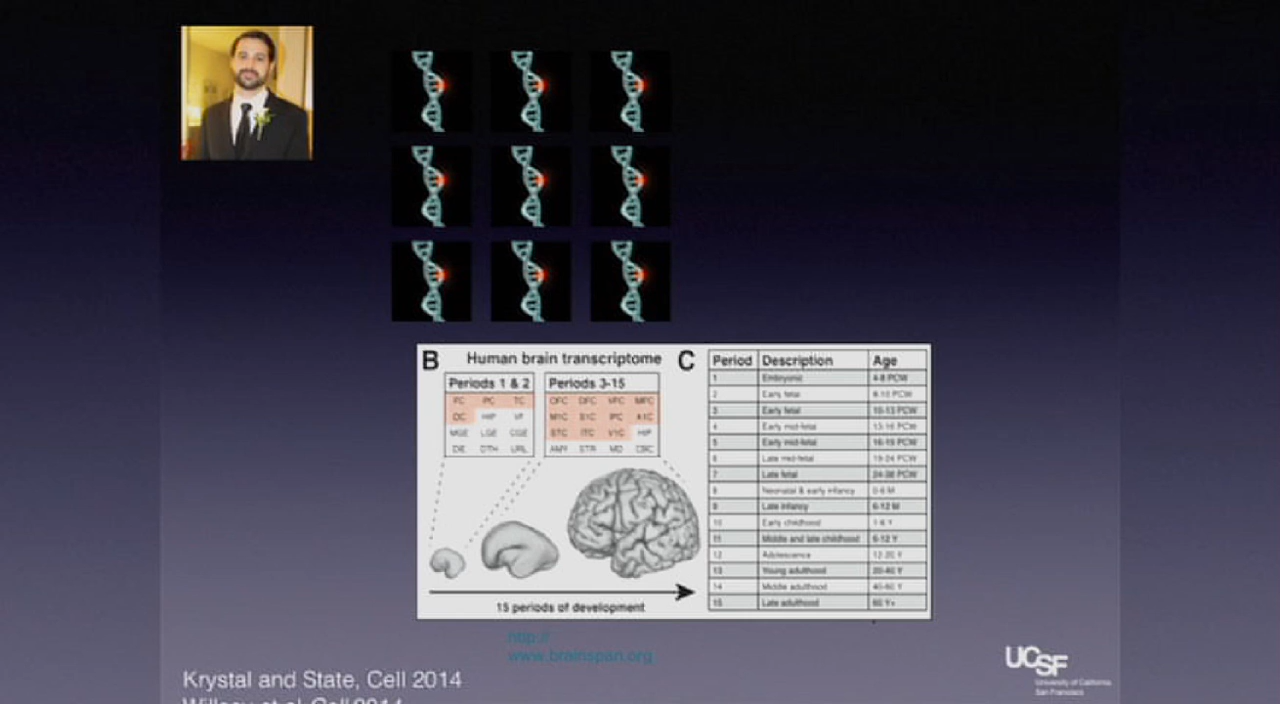 B Human brain transcriptome
Periods 1 & 2
FC PC TC
OC HIP VF
MGE LGE CGE
DIE DTH URL
Periods 3-15
OFC DFC VFC MFC
M1C S1C IPC A1C
STC ITC V1C HIP
AMY STR MD CBC
15 periods of development
C
Period Description Age
1 Embryonic 4-8 PCW
2 Early fetal 8-10 PCW
3 Early fetal 10-13 PCW
4 Early mid-fetal 13-16 PCW
5 Early mid-fetal 16-19 PCW
6 Late mid-fetal 19-24 PCW
7 Late fetal 24-38 PCW
8 Neonatal & early infancy 0-6 M
9 Late infancy 6-12 M
10 Early childhood 1-6 Y
11 Middle and late childhood 6-12 Y
12 Adolescence 12-20 Y
13 Young adulthood 20-40 Y
14 Middle adulthood 40-60 Y
15 Late adulthood 60 Y+
http://
www.brainspan.org
Krystal and State, Cell 2014
Willsey et al Cell 2014
UCSF
University of California
San Francisco